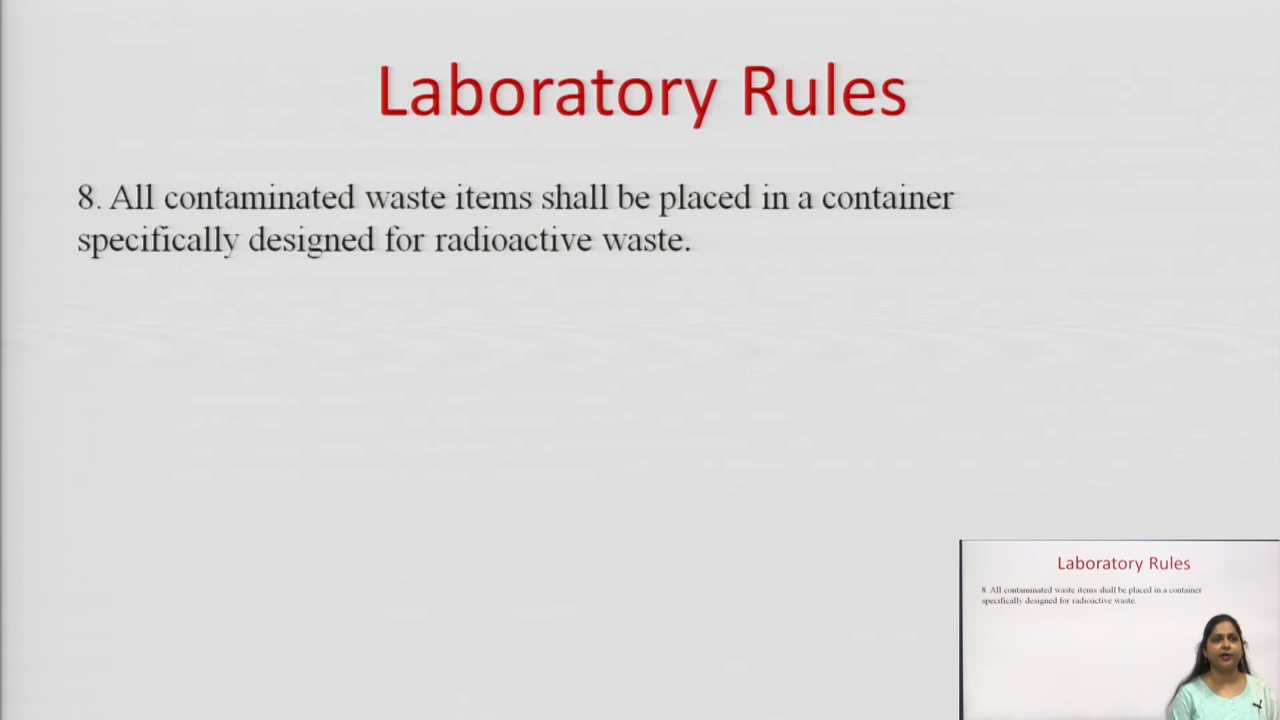 Laboratory Rules
8. All contaminated waste items shall be placed in a container
specifically designed for radioactive waste.
Laboratory Rules
8. All contaminated waste items shall be placed in a container
specifically designed for radioactive waste.